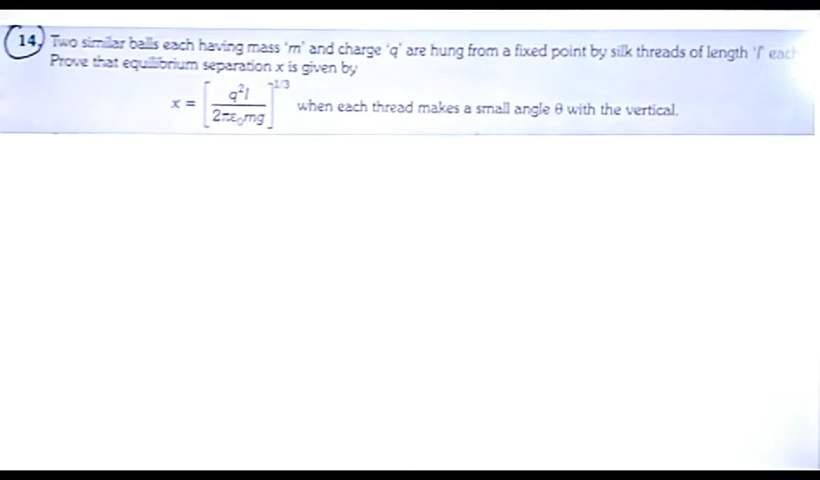 14. Two similar balls each having mass 'm' and charge 'q' are hung from a fixed point by silk threads of length 'l' each
Prove that equilibrium separation x is given by
x = [q²l / 2πε₀mg]^1/3 when each thread makes a small angle θ with the vertical.